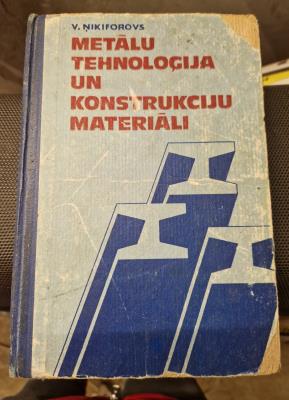 V. ŅIKIFOROVS
METĀLU
TEHNOLOĢIJA
UN
KONSTRUKCIJU
MATERIĀLI